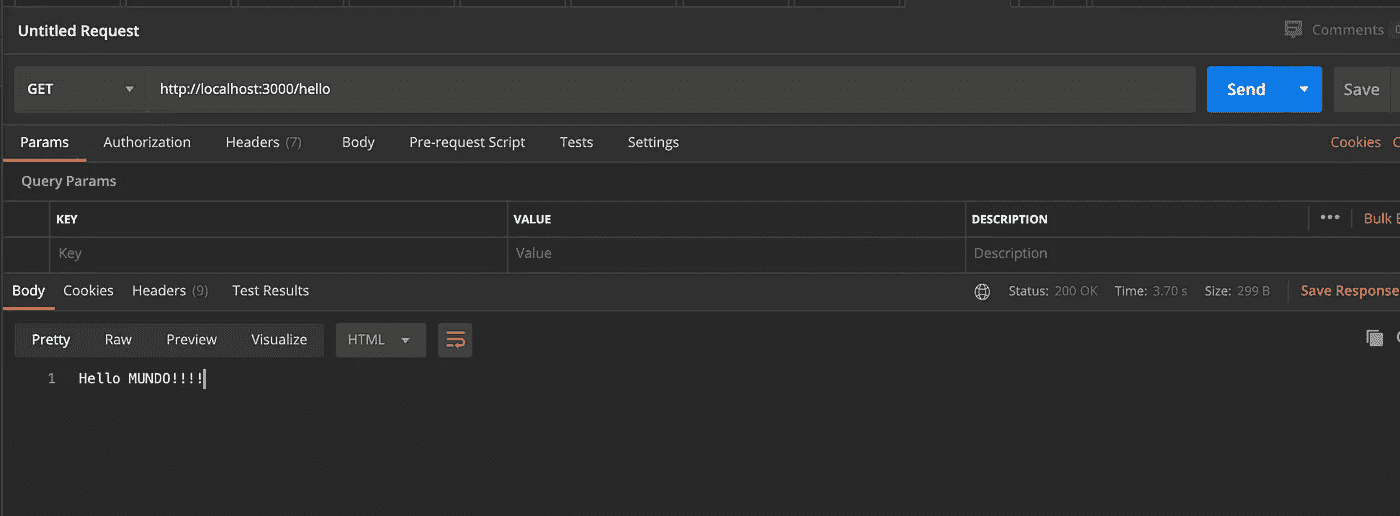 Untitled Request
Comments
GET http://localhost:3000/hello Send Save
Params Authorization Headers (7) Body Pre-request Script Tests Settings Cookies
Query Params
KEY VALUE DESCRIPTION ••• Bulk
Key Value Description
Body Cookies Headers (9) Test Results Status: 200 OK Time: 3.70 s Size: 299 B Save Response
Pretty Raw Preview Visualize HTML
1 Hello MUNDO!!!!